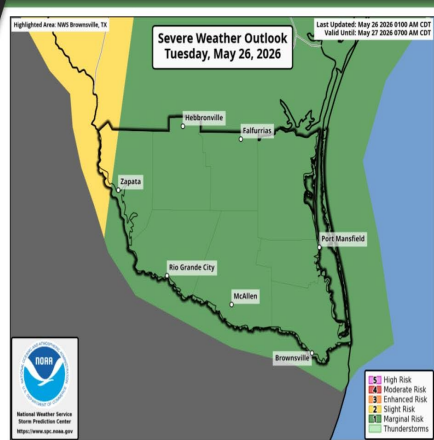 Highlighted Area: NWS Brownsville, TX
Severe Weather Outlook
Tuesday, May 26, 2026
Last Updated: May 26 2026 0100 AM CDT
Valid Until: May 27 2026 0700 AM CDT
Hebbronville
Falfurrias
Zapata
Port Mansfield
Rio Grande City
McAllen
Brownsville
NOAA
National Weather Service
Storm Prediction Center
https://www.spc.noaa.gov
5 High Risk
4 Moderate Risk
3 Enhanced Risk
2 Slight Risk
1 Marginal Risk
Thunderstorms